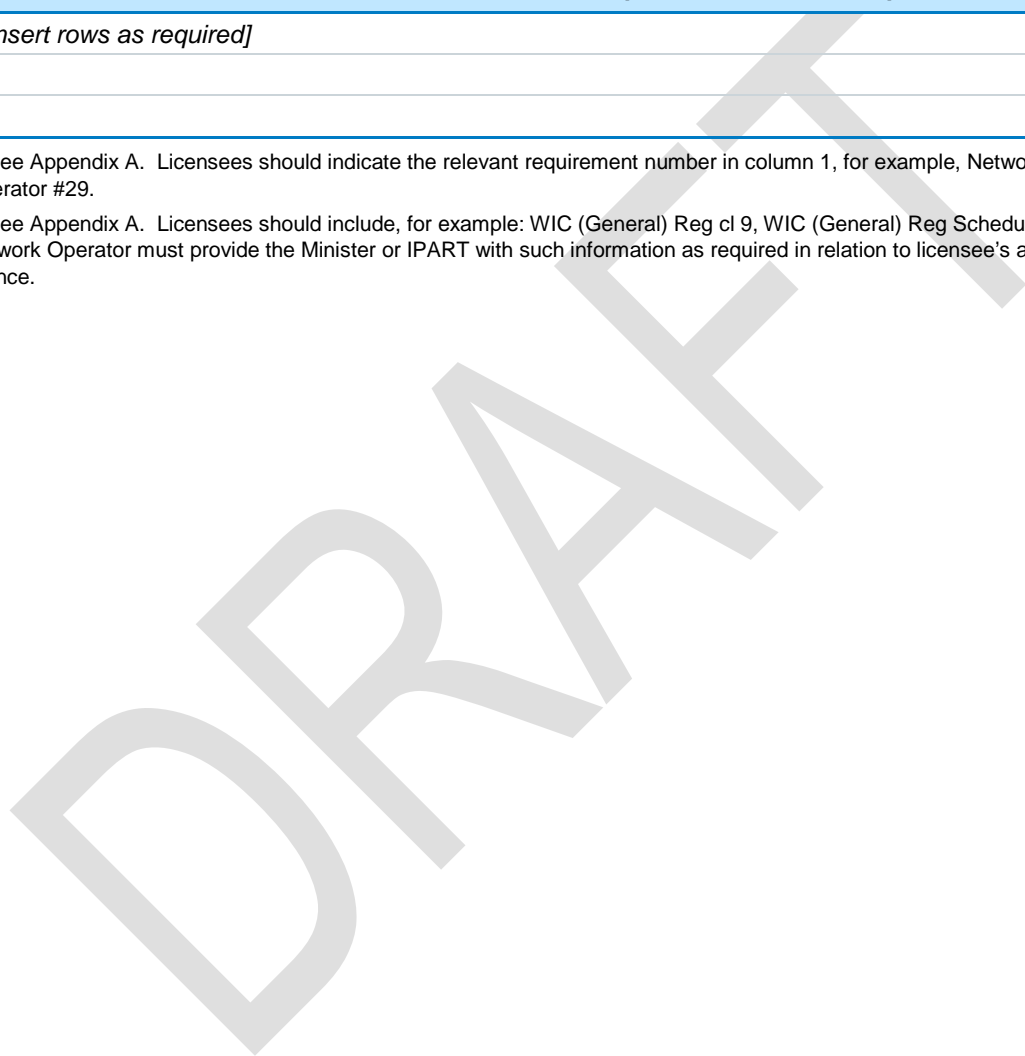 nsert rows as required]
ee Appendix A. Licensees should indicate the relevant requirement number in column 1, for example, Netwo
erator #29.
ee Appendix A. Licensees should include, for example: WIC (General) Reg cl 9, WIC (General) Reg Schedu
work Operator must provide the Minister or IPART with such information as required in relation to licensee's a
nce.
DRAFT